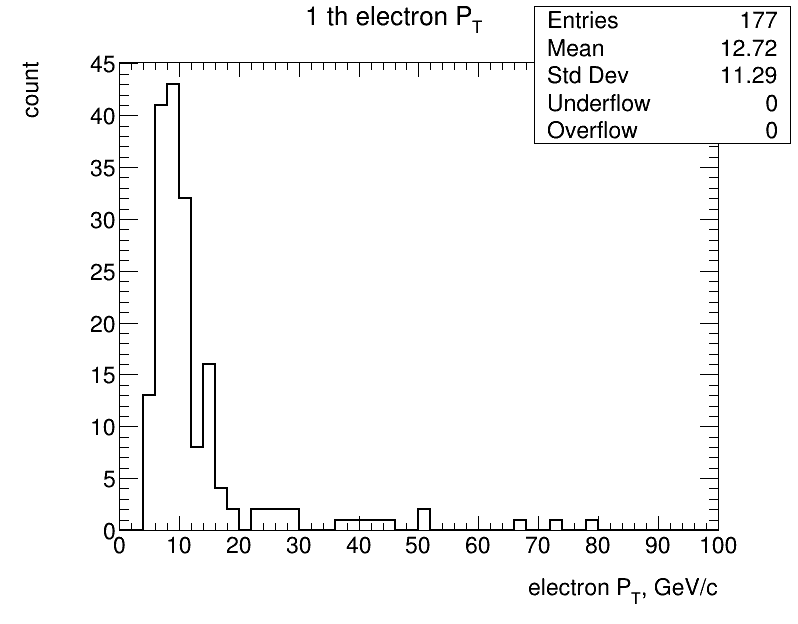 1 th electron P_T
Entries 177
Mean 12.72
Std Dev 11.29
Underflow 0
Overflow 0
count
45
40
35
30
25
20
15
10
5
0
0 10 20 30 40 50 60 70 80 90 100
electron P_T, GeV/c